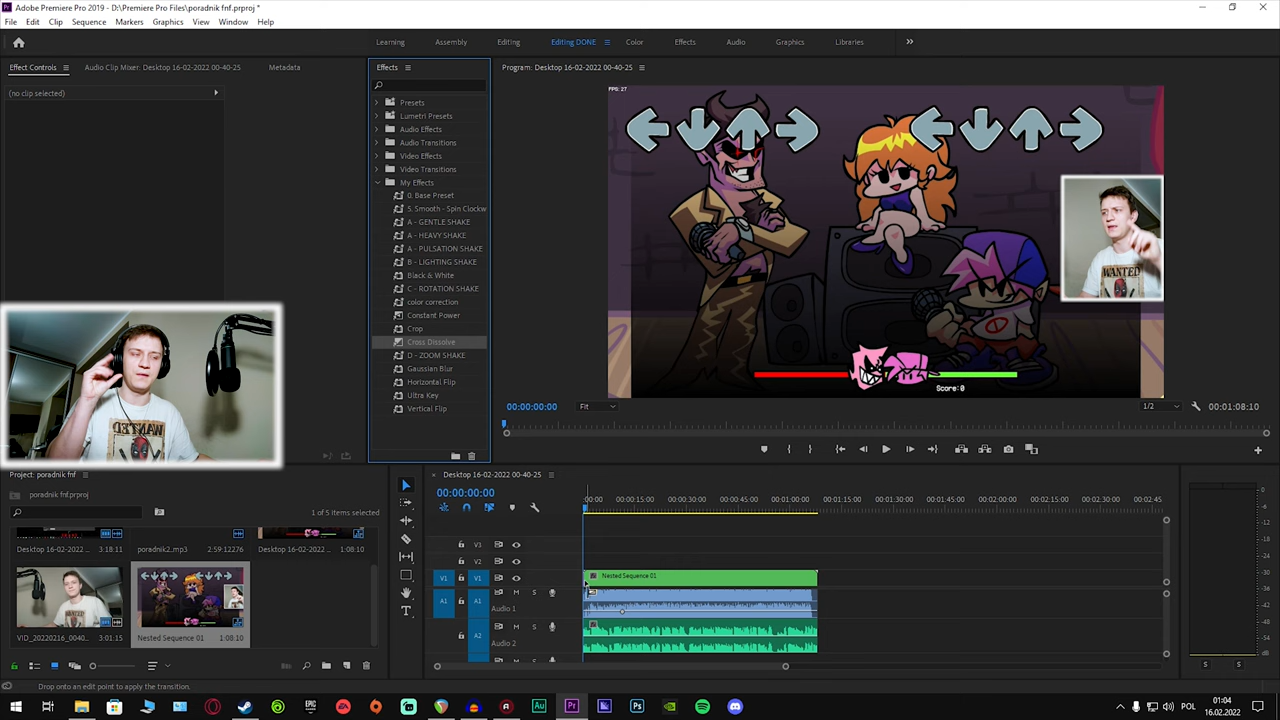 Adobe Premiere Pro 2019 - D:\Premiere Pro Files\poradnik fnf.prproj *
File Edit Clip Sequence Markers Graphics View Window Help
Learning Assembly Editing Editing DONE Color Effects Audio Graphics Libraries
Effect Controls Audio Clip Mixer: Desktop 16-02-2022 00-40-25 Metadata
Effects
Program: Desktop 16-02-2022 00-40-25
(no clip selected)
FPS: 27
Presets
Lumetri Presets
Audio Effects
Audio Transitions
Video Effects
Video Transitions
My Effects
0. Base Preset
5. Smooth - Spin Clockw
A - GENTLE SHAKE
A - HEAVY SHAKE
A - PULSATION SHAKE
B - LIGHTING SHAKE
Black & White
C - ROTATION SHAKE
color correction
Constant Power
Crop
Cross Dissolve
D - ZOOM SHAKE
Gaussian Blur
Horizontal Flip
Ultra Key
Vertical Flip
WANTED
WANTED
Score: 0
00:00:00:00 Fit 1/2 00:01:08:10
Project: poradnik fnf
poradnik fnf.prproj
1 of 5 items selected
Desktop 16-02-2022 ... 3:18:11
poradnik2_.mp3 2:59:12276
Desktop 16-02-2022 ... 1:08:10
VID_20220216_0040... 3:01:15
Nested Sequence 01 1:08:10
Desktop 16-02-2022 00-40-25
00:00:00:00
:00:00 00:00:15:00 00:00:30:00 00:00:45:00 00:01:00:00 00:01:15:00 00:01:30:00 00:01:45:00 00:02:00:00 00:02:15:00 00:02:30:00 00:02:45
V3
V2
V1 V1 Nested Sequence 01
A1 A1 M S
Audio 1
A2 M S
Audio 2
S S
Drop onto an edit point to apply the transition.
POL
01:04
16.02.2022